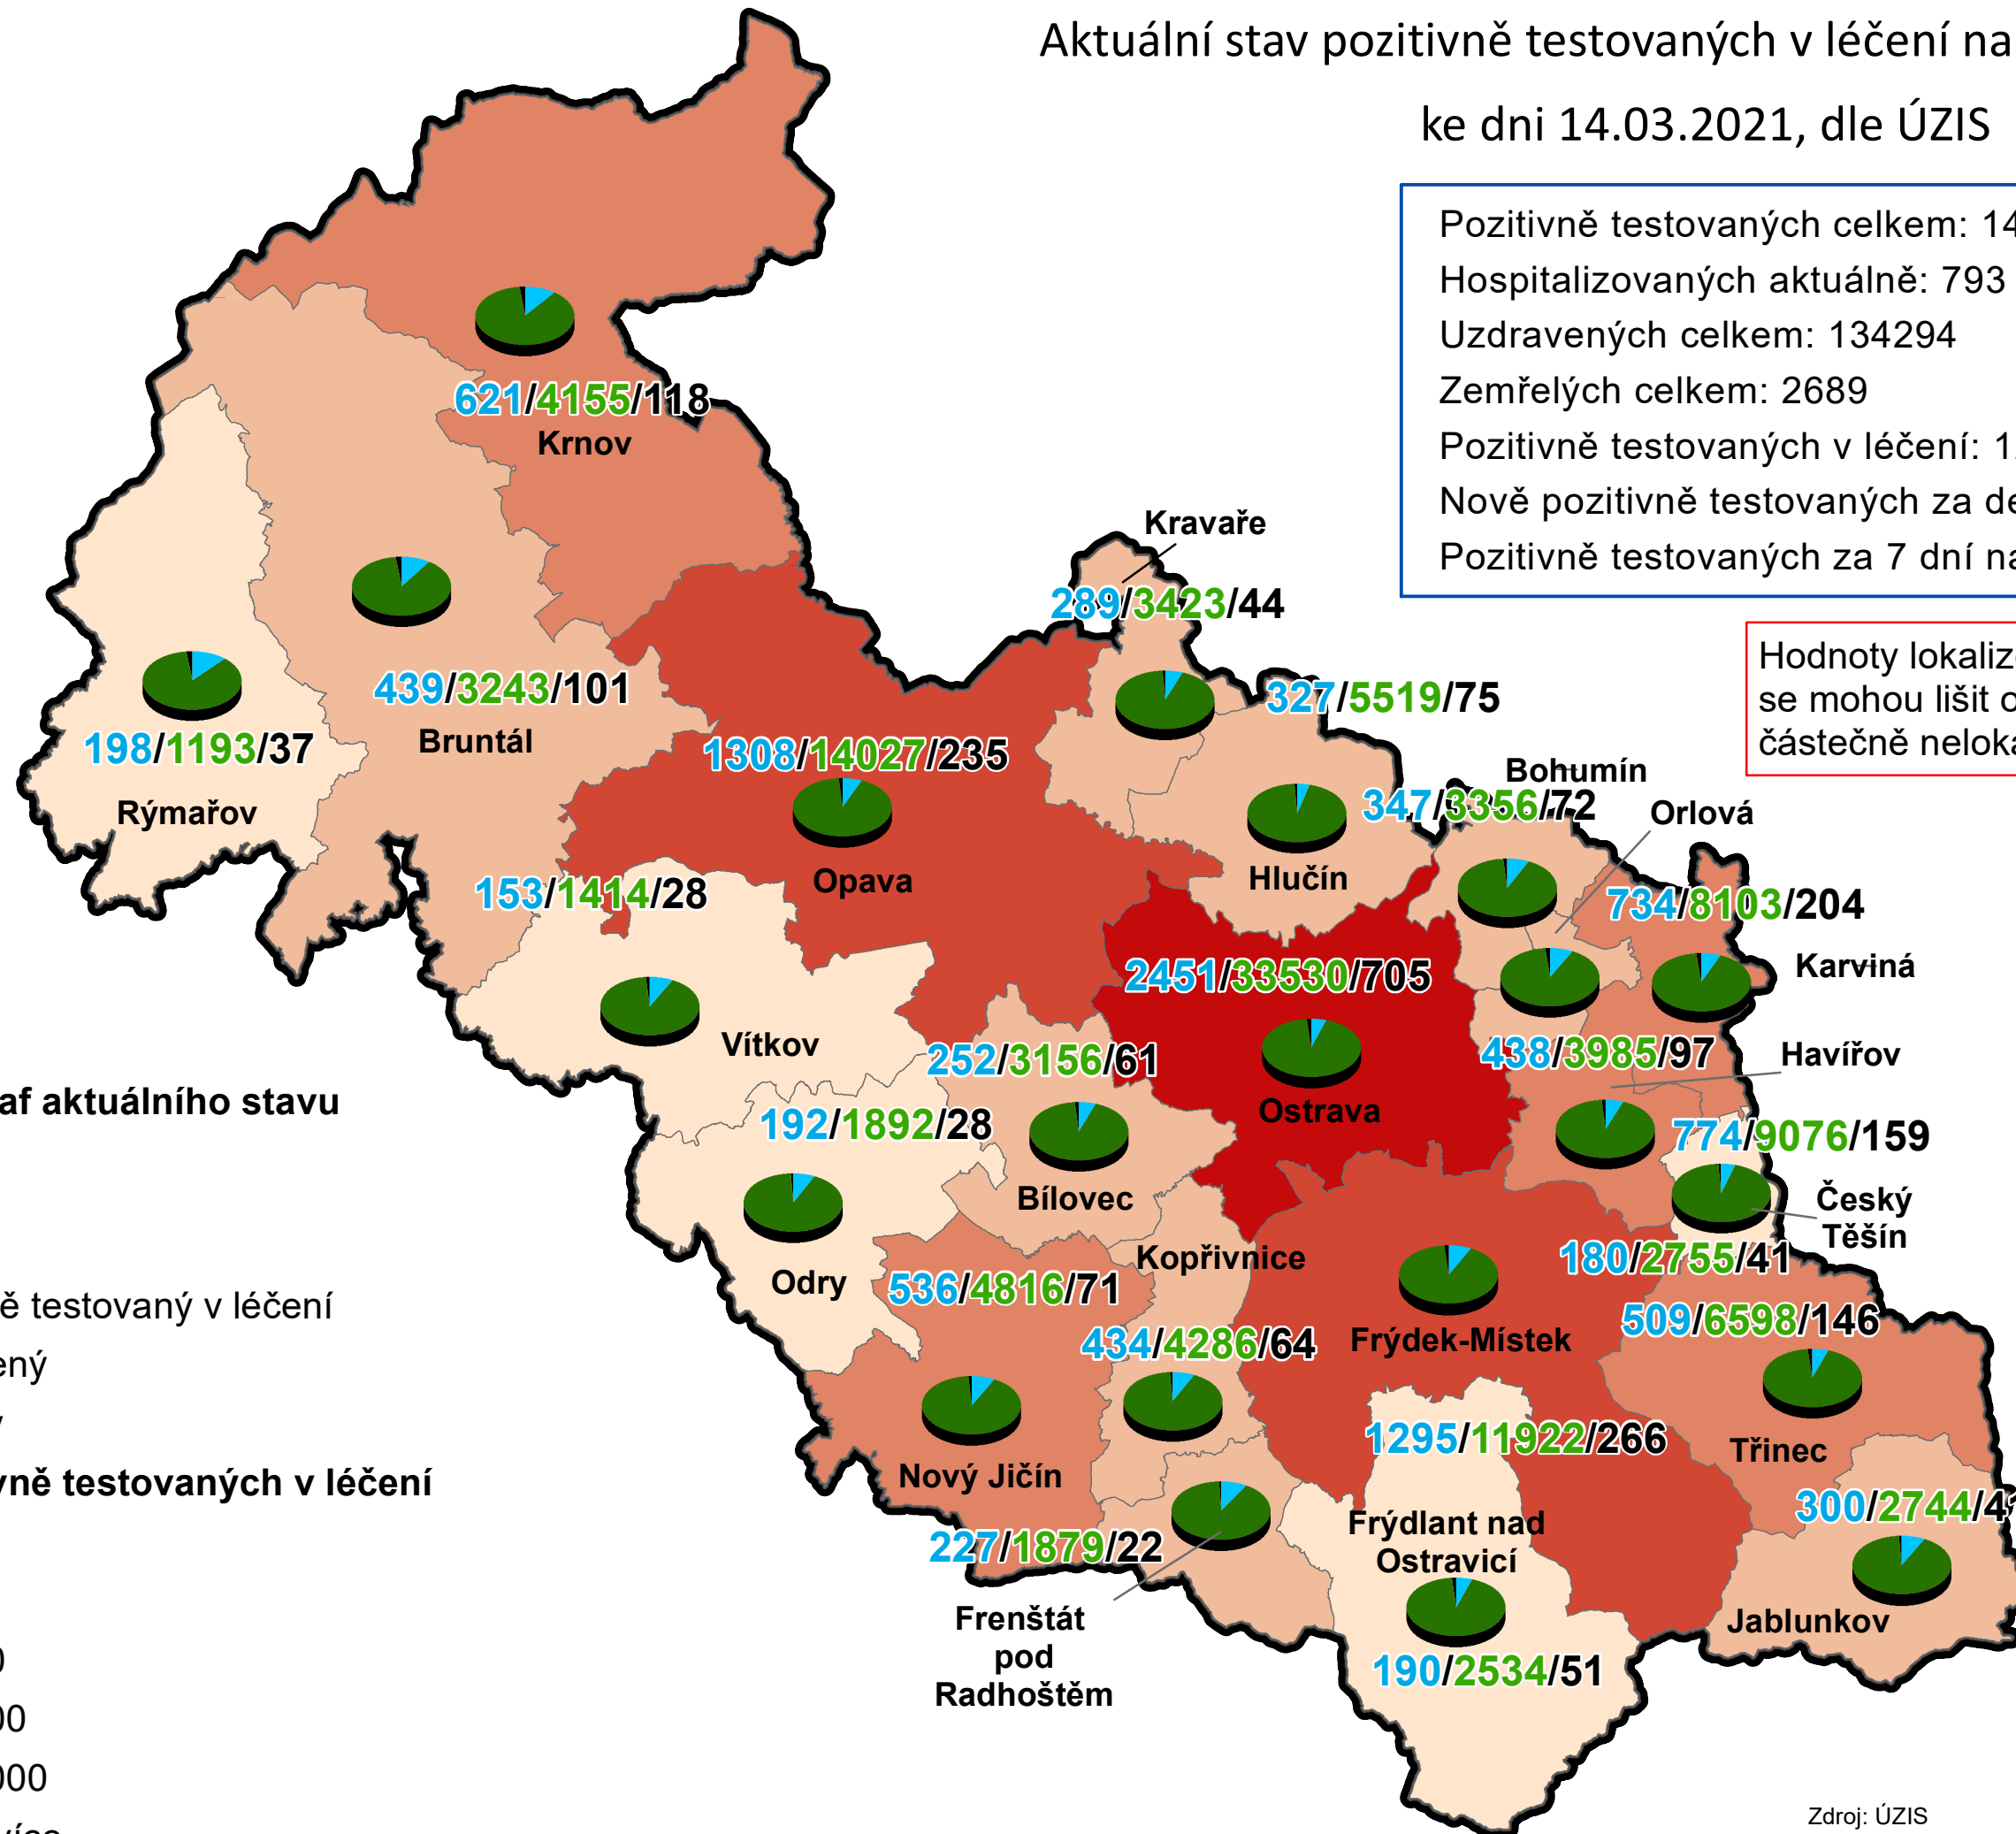 Aktuální stav pozitivně testovaných v léčení na
ke dni 14.03.2021, dle ÚZIS
Pozitivně testovaných celkem: 14
Hospitalizovaných aktuálně: 793
Uzdravených celkem: 134294
Zemřelých celkem: 2689
Pozitivně testovaných v léčení: 1
Nově pozitivně testovaných za de
Pozitivně testovaných za 7 dní na
Hodnoty lokaliz
se mohou lišit o
částečně neloka
621/4155/118
Krnov
Kravaře
289/3423/44
439/3243/101
Bruntál
198/1193/37
Rýmařov
327/5519/75
Hlučín
1308/14027/235
Opava
Bohumín
347/3356/72
Orlová
734/8103/204
Karviná
153/1414/28
Vítkov
2451/33530/705
Ostrava
438/3985/97
Havířov
252/3156/61
Bílovec
192/1892/28
Odry
774/9076/159
Český
Těšín
180/2755/41
Kopřivnice
536/4816/71
Nový Jičín
434/4286/64
Frýdek-Místek
509/6598/146
Třinec
1295/11922/266
300/2744/4
Jablunkov
227/1879/22
Frenštát
pod
Radhoštěm
Frýdlant nad
Ostravicí
190/2534/51
af aktuálního stavu
ě testovaný v léčení
ený
vně testovaných v léčení
0
00
000
Zdroj: ÚZIS